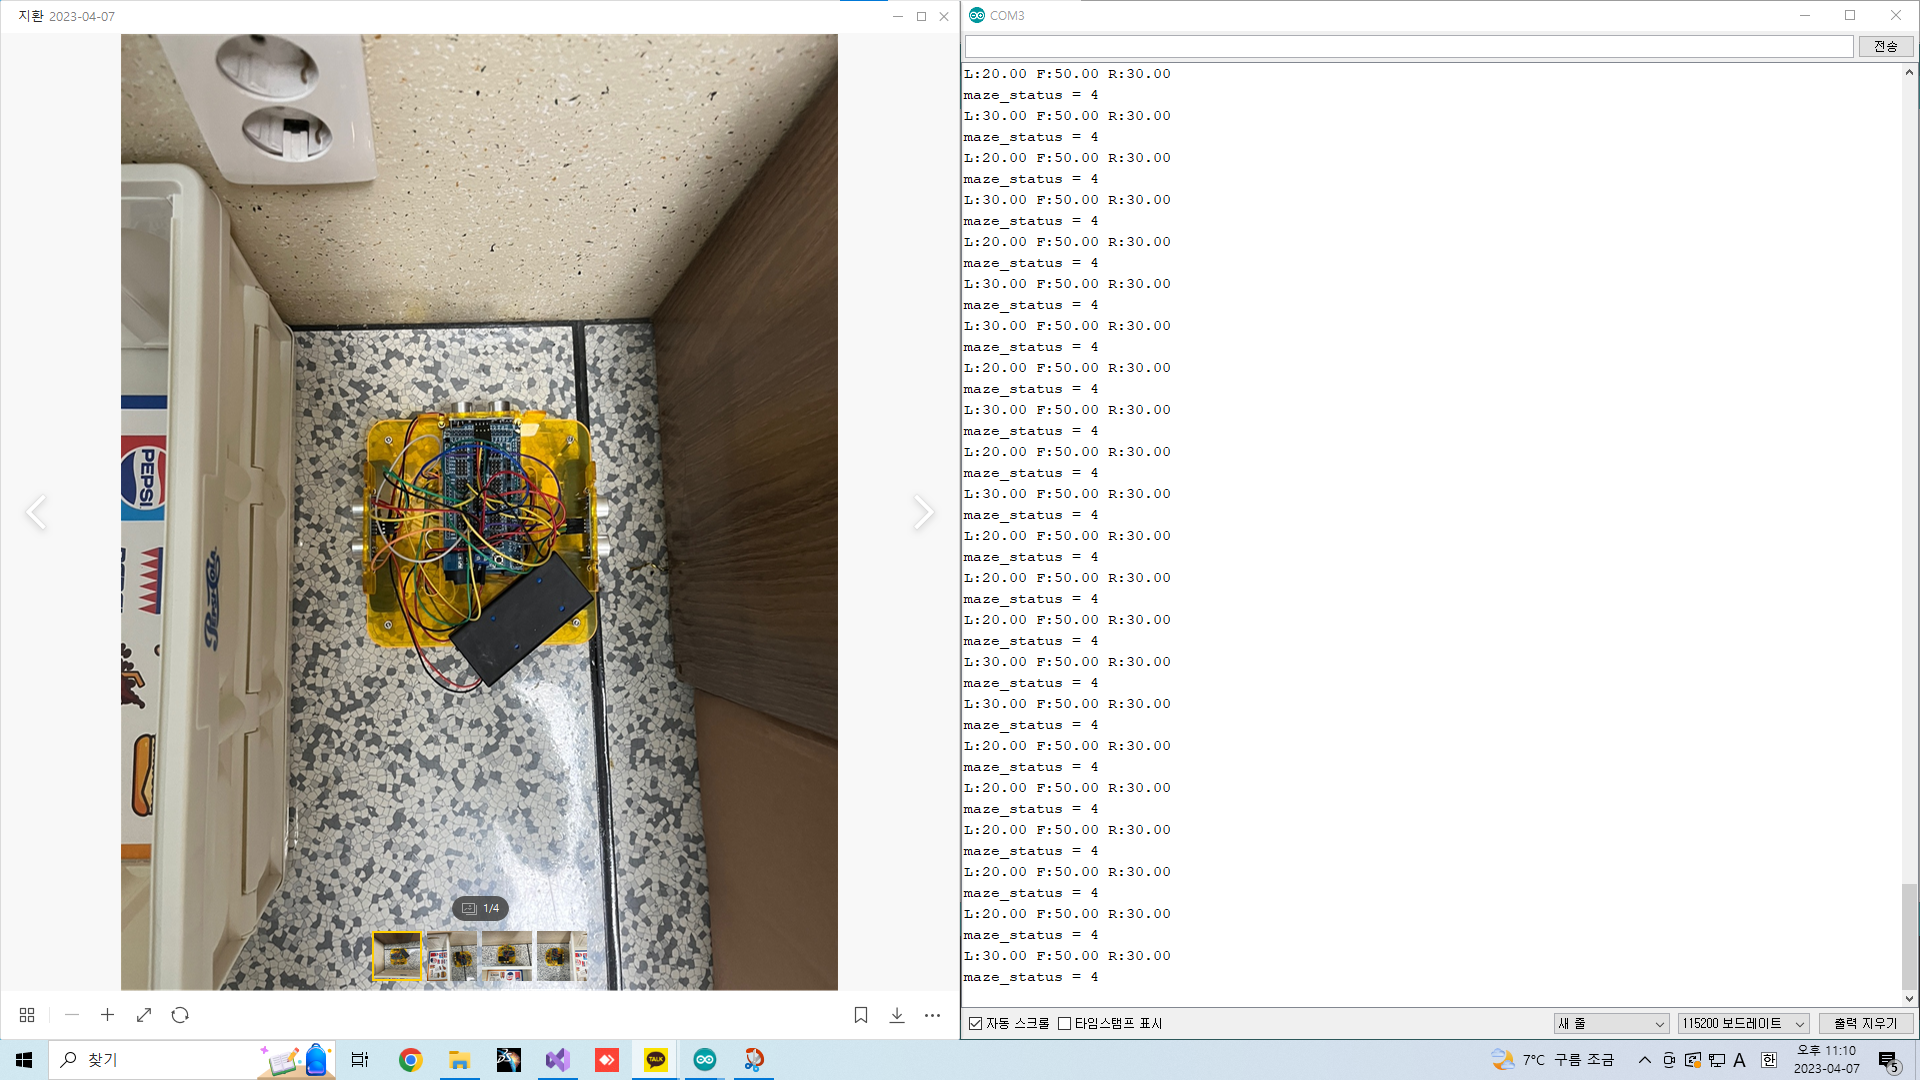 지환 2023-04-07
PEPSI
1/4
COM3
전송
L:20.00 F:50.00 R:30.00
maze_status = 4
L:30.00 F:50.00 R:30.00
maze_status = 4
L:20.00 F:50.00 R:30.00
maze_status = 4
L:30.00 F:50.00 R:30.00
maze_status = 4
L:20.00 F:50.00 R:30.00
maze_status = 4
L:30.00 F:50.00 R:30.00
maze_status = 4
L:30.00 F:50.00 R:30.00
maze_status = 4
L:20.00 F:50.00 R:30.00
maze_status = 4
L:30.00 F:50.00 R:30.00
maze_status = 4
L:20.00 F:50.00 R:30.00
maze_status = 4
L:30.00 F:50.00 R:30.00
maze_status = 4
L:20.00 F:50.00 R:30.00
maze_status = 4
L:30.00 F:50.00 R:30.00
maze_status = 4
L:20.00 F:50.00 R:30.00
maze_status = 4
L:30.00 F:50.00 R:30.00
maze_status = 4
L:30.00 F:50.00 R:30.00
maze_status = 4
L:20.00 F:50.00 R:30.00
maze_status = 4
L:20.00 F:50.00 R:30.00
maze_status = 4
L:20.00 F:50.00 R:30.00
maze_status = 4
L:20.00 F:50.00 R:30.00
maze_status = 4
L:20.00 F:50.00 R:30.00
maze_status = 4
L:30.00 F:50.00 R:30.00
maze_status = 4
자동 스크롤 타임스탬프 표시 새 줄 115200 보드레이트 출력 지우기
찾기
TALK
7°C 구름 조금
A 한
오후 11:10
2023-04-07
5